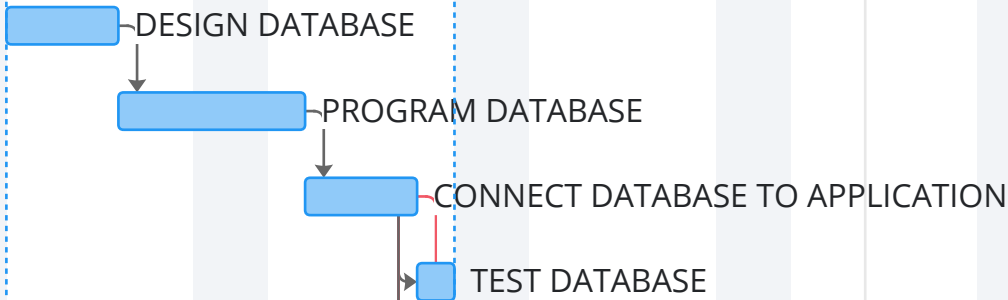 DESIGN DATABASE
PROGRAM DATABASE
CONNECT DATABASE TO APPLICATION
TEST DATABASE